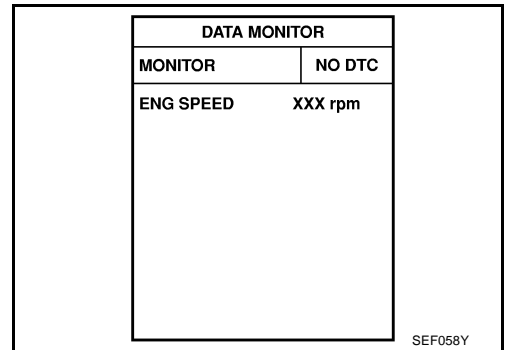 DATA MONITOR
MONITOR NO DTC
ENG SPEED XXX rpm
SEF058Y